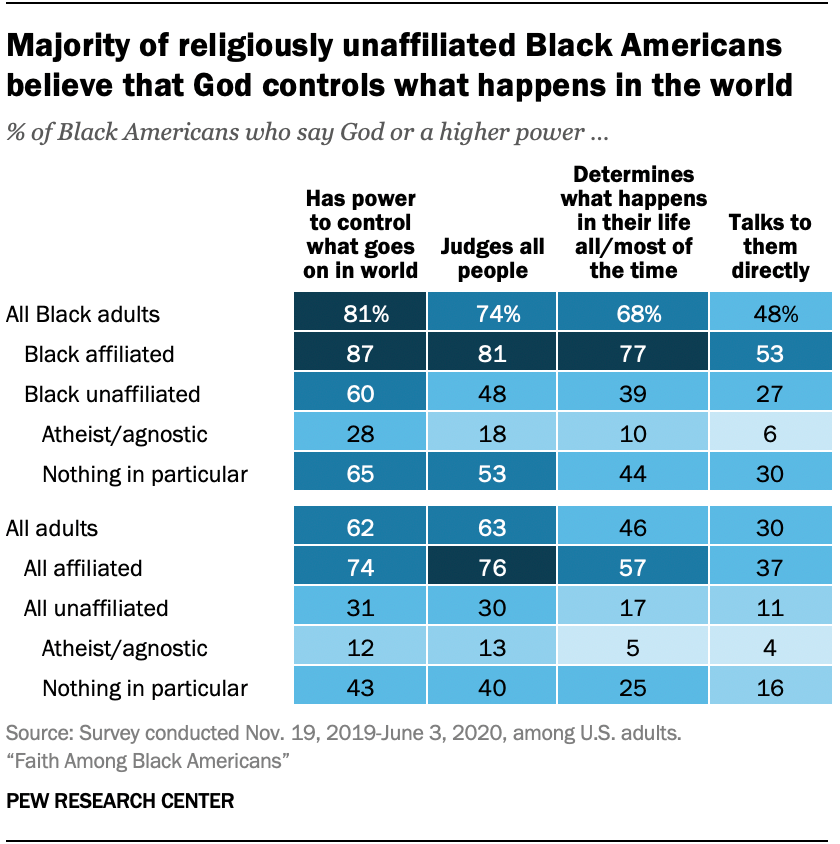 Majority of religiously unaffiliated Black Americans
believe that God controls what happens in the world
% of Black Americans who say God or a higher power ...
Has power
to control
what goes
on in world
Judges all
people
Determines
what happens
in their life
all/most of
the time
Talks to
them
directly
All Black adults 81% 74% 68% 48%
Black affiliated 87 81 77 53
Black unaffiliated 60 48 39 27
Atheist/agnostic 28 18 10 6
Nothing in particular 65 53 44 30
All adults 62 63 46 30
All affiliated 74 76 57 37
All unaffiliated 31 30 17 11
Atheist/agnostic 12 13 5 4
Nothing in particular 43 40 25 16
Source: Survey conducted Nov. 19, 2019-June 3, 2020, among U.S. adults.
“Faith Among Black Americans”
PEW RESEARCH CENTER